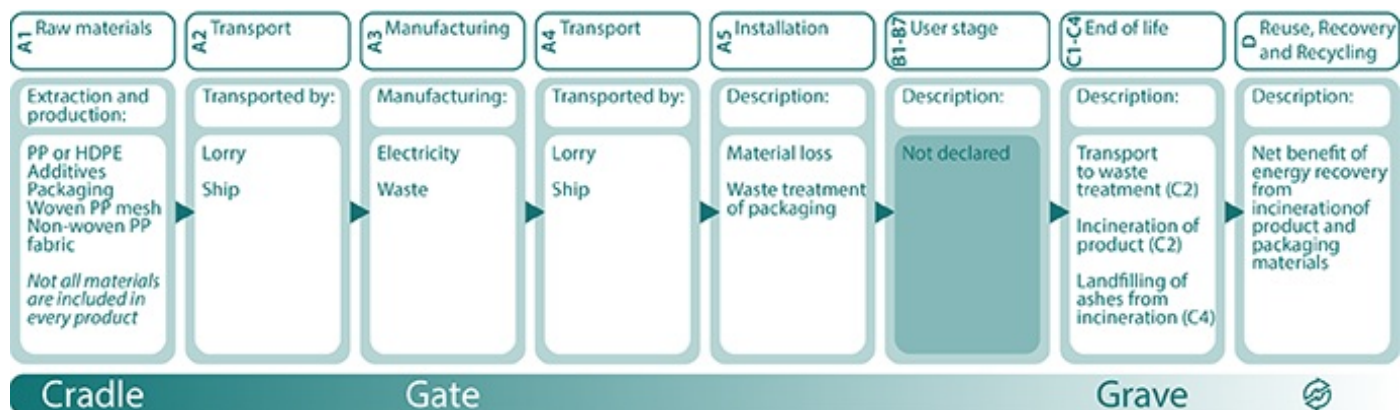 A1 Raw materials
Extraction and
production:
PP or HDPE
Additives
Packaging
Woven PP mesh
Non-woven PP
fabric
Not all materials
are included in
every product
A2 Transport
Transported by:
Lorry
Ship
A3 Manufacturing
Manufacturing:
Electricity
Waste
A4 Transport
Transported by:
Lorry
Ship
A5 Installation
Description:
Material loss
Waste treatment
of packaging
B1-B7 User stage
Description:
Not declared
C1-C4 End of life
Description:
Transport
to waste
treatment (C2)
Incineration of
product (C2)
Landfilling of
ashes from
incineration (C4)
D Reuse, Recovery
and Recycling
Description:
Net benefit of
energy recovery
from
incinerationof
product and
packaging
materials
Cradle
Gate
Grave